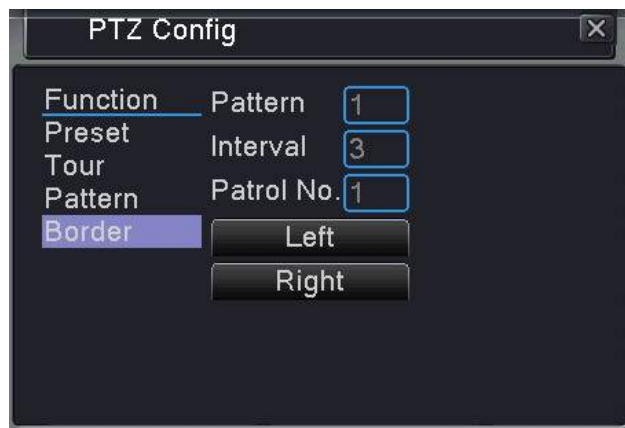 PTZ Config
Function
Preset
Tour
Pattern
Border
Pattern 1
Interval 3
Patrol No. 1
Left
Right